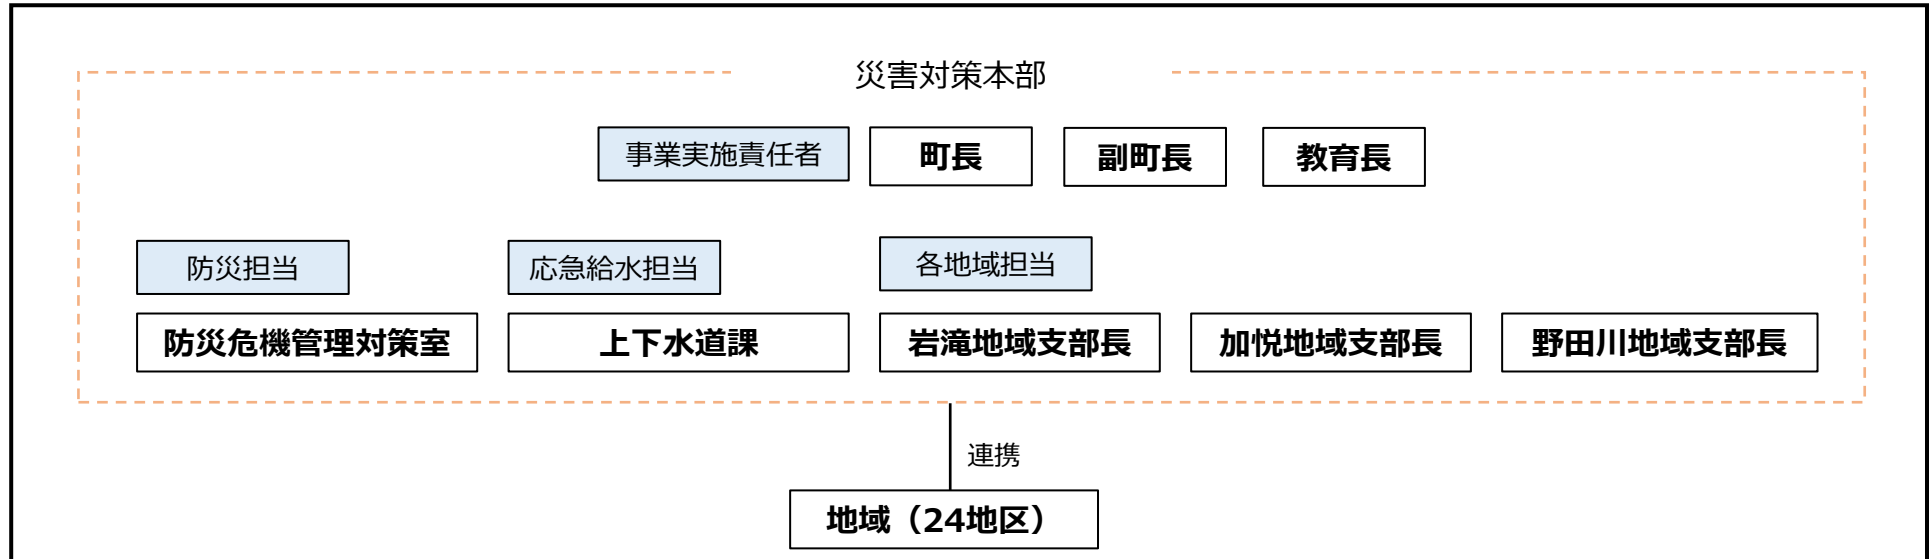 災害対策本部
事業実施責任者 町長 副町長 教育長
防災担当 応急給水担当 各地域担当
防災危機管理対策室 上下水道課 岩滝地域支部長 加悦地域支部長 野田川地域支部長
連携
地域（24地区）